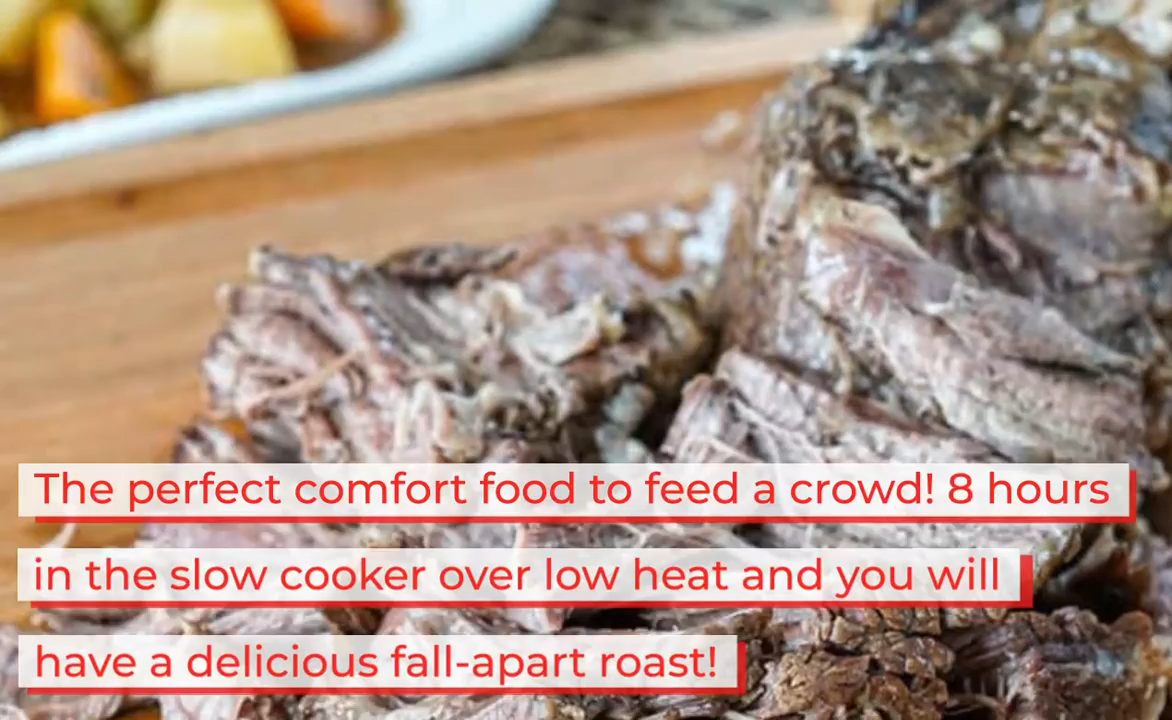 The perfect comfort food to feed a crowd! 8 hours
in the slow cooker over low heat and you will
have a delicious fall-apart roast!